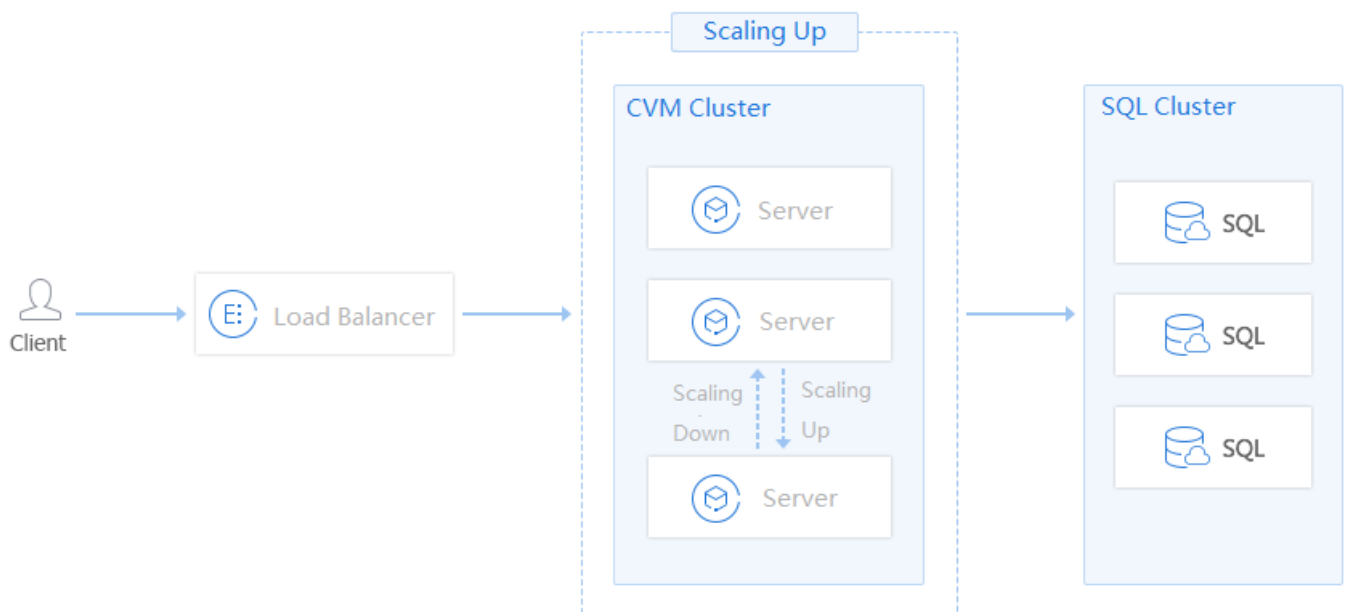 Scaling Up
CVM Cluster
SQL Cluster
Server
SQL
Client
E: Load Balancer
Server
SQL
Scaling
Down
Scaling
Up
Server
SQL